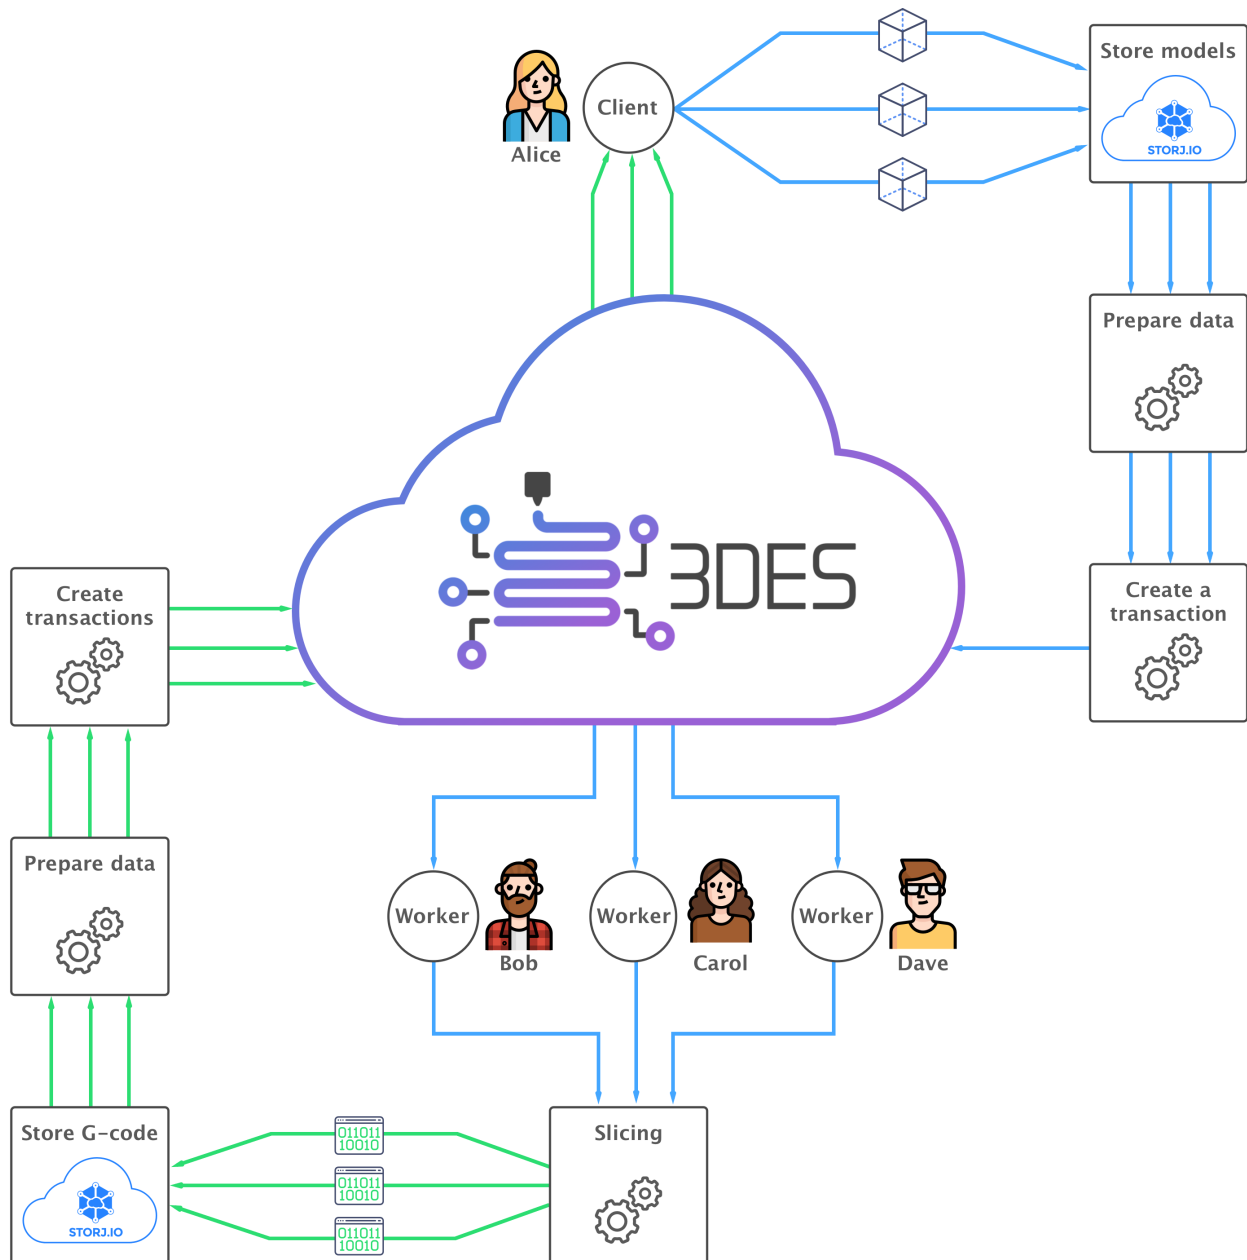 Store models
Client
STORJ.IO
Alice
Prepare data
3DES
Create a
transaction
Create
transactions
Prepare data
Worker
Worker
Worker
Bob
Carol
Dave
Store G-code
011011
10010
Slicing
011011
10010
STORJ.IO
011011
10010